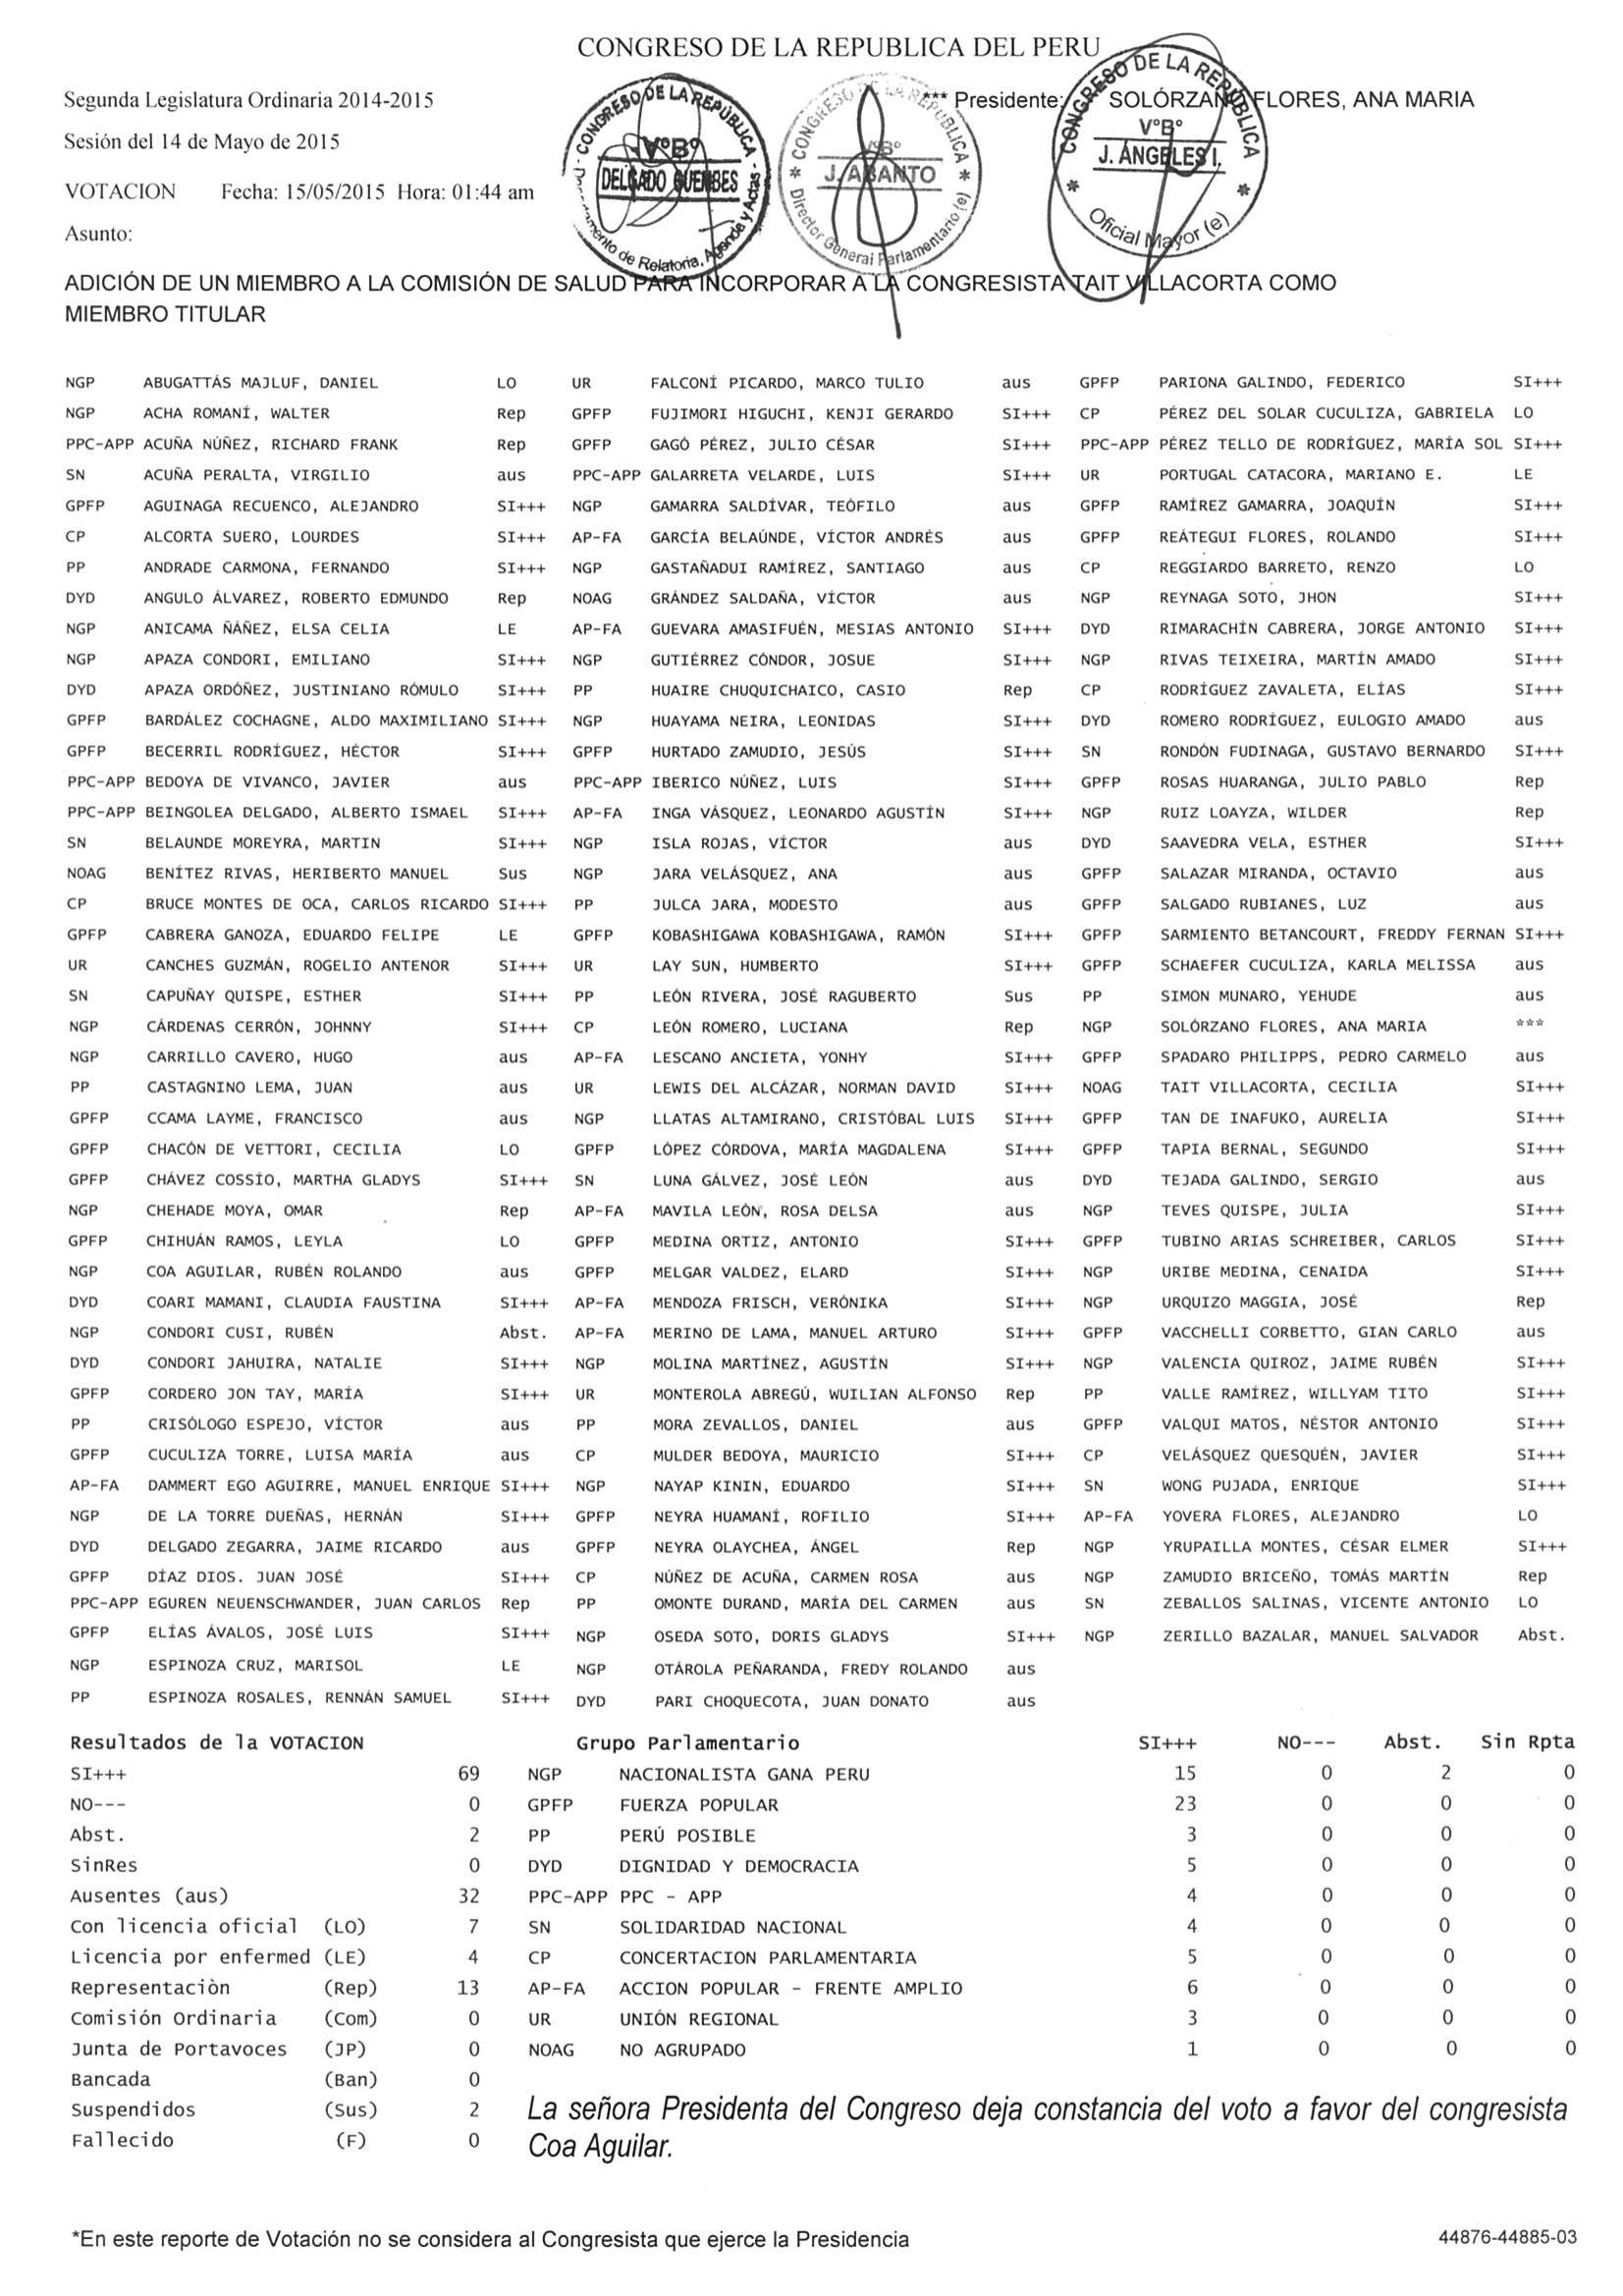 CONGRESO DE LA REPUBLICA DEL PERU
Segunda Legislatura Ordinaria 2014-2015
*** Presidente: SOLÓRZANO FLORES, ANA MARIA
Sesión del 14 de Mayo de 2015
VOTACION Fecha: 15/05/2015 Hora: 01:44 am
Asunto:
CONGRESO DE LA REPÚBLICA
VºBº
DELGADO GUEMBES
de Relatoria, Agenda y Actas
CONGRESO DE LA REPÚBLICA
VºBº
J. ABANTO
Director General Parlamentario (e)
CONGRESO DE LA REPÚBLICA
VºBº
J. ÁNGELES I.
Oficial Mayor (e)
ADICIÓN DE UN MIEMBRO A LA COMISIÓN DE SALUD PARA INCORPORAR A LA CONGRESISTA TAIT VILLACORTA COMO
MIEMBRO TITULAR
NGP ABUGATTÁS MAJLUF, DANIEL LO UR FALCONÍ PICARDO, MARCO TULIO aus GPFP PARIONA GALINDO, FEDERICO SI+++
NGP ACHA ROMANÍ, WALTER Rep GPFP FUJIMORI HIGUCHI, KENJI GERARDO SI+++ CP PÉREZ DEL SOLAR CUCULIZA, GABRIELA LO
PPC-APP ACUÑA NÚÑEZ, RICHARD FRANK Rep GPFP GAGÓ PÉREZ, JULIO CÉSAR SI+++ PPC-APP PÉREZ TELLO DE RODRÍGUEZ, MARÍA SOL SI+++
SN ACUÑA PERALTA, VIRGILIO aus PPC-APP GALARRETA VELARDE, LUIS SI+++ UR PORTUGAL CATACORA, MARIANO E. LE
GPFP AGUINAGA RECUENCO, ALEJANDRO SI+++ NGP GAMARRA SALDÍVAR, TEÓFILO aus GPFP RAMÍREZ GAMARRA, JOAQUÍN SI+++
CP ALCORTA SUERO, LOURDES SI+++ AP-FA GARCÍA BELAÚNDE, VÍCTOR ANDRÉS aus GPFP REÁTEGUI FLORES, ROLANDO SI+++
PP ANDRADE CARMONA, FERNANDO SI+++ NGP GASTAÑADUI RAMÍREZ, SANTIAGO aus CP REGGIARDO BARRETO, RENZO LO
DYD ANGULO ÁLVAREZ, ROBERTO EDMUNDO Rep NOAG GRÁNDEZ SALDAÑA, VÍCTOR aus NGP REYNAGA SOTO, JHON SI+++
NGP ANICAMA ÑÁÑEZ, ELSA CELIA LE AP-FA GUEVARA AMASIFUÉN, MESIAS ANTONIO SI+++ DYD RIMARACHÍN CABRERA, JORGE ANTONIO SI+++
NGP APAZA CONDORI, EMILIANO SI+++ NGP GUTIÉRREZ CÓNDOR, JOSUE SI+++ NGP RIVAS TEIXEIRA, MARTÍN AMADO SI+++
DYD APAZA ORDÓÑEZ, JUSTINIANO RÓMULO SI+++ PP HUAIRE CHUQUICHAICO, CASIO Rep CP RODRÍGUEZ ZAVALETA, ELÍAS SI+++
GPFP BARDÁLEZ COCHAGNE, ALDO MAXIMILIANO SI+++ NGP HUAYAMA NEIRA, LEONIDAS SI+++ DYD ROMERO RODRÍGUEZ, EULOGIO AMADO aus
GPFP BECERRIL RODRÍGUEZ, HÉCTOR SI+++ GPFP HURTADO ZAMUDIO, JESÚS SI+++ SN RONDÓN FUDINAGA, GUSTAVO BERNARDO SI+++
PPC-APP BEDOYA DE VIVANCO, JAVIER aus PPC-APP IBERICO NÚÑEZ, LUIS SI+++ GPFP ROSAS HUARANGA, JULIO PABLO Rep
PPC-APP BEINGOLEA DELGADO, ALBERTO ISMAEL SI+++ AP-FA INGA VÁSQUEZ, LEONARDO AGUSTÍN SI+++ NGP RUIZ LOAYZA, WILDER Rep
SN BELAUNDE MOREYRA, MARTIN SI+++ NGP ISLA ROJAS, VÍCTOR aus DYD SAAVEDRA VELA, ESTHER SI+++
NOAG BENÍTEZ RIVAS, HERIBERTO MANUEL Sus NGP JARA VELÁSQUEZ, ANA aus GPFP SALAZAR MIRANDA, OCTAVIO aus
CP BRUCE MONTES DE OCA, CARLOS RICARDO SI+++ PP JULCA JARA, MODESTO aus GPFP SALGADO RUBIANES, LUZ aus
GPFP CABRERA GANOZA, EDUARDO FELIPE LE GPFP KOBASHIGAWA KOBASHIGAWA, RAMÓN SI+++ GPFP SARMIENTO BETANCOURT, FREDDY FERNAN SI+++
UR CANCHES GUZMÁN, ROGELIO ANTENOR SI+++ UR LAY SUN, HUMBERTO SI+++ GPFP SCHAEFER CUCULIZA, KARLA MELISSA aus
SN CAPUÑAY QUISPE, ESTHER SI+++ PP LEÓN RIVERA, JOSÉ RAGUBERTO Sus PP SIMON MUNARO, YEHUDE aus
NGP CÁRDENAS CERRÓN, JOHNNY SI+++ CP LEÓN ROMERO, LUCIANA Rep NGP SOLÓRZANO FLORES, ANA MARIA ***
NGP CARRILLO CAVERO, HUGO aus AP-FA LESCANO ANCIETA, YONHY SI+++ GPFP SPADARO PHILIPPS, PEDRO CARMELO aus
PP CASTAGNINO LEMA, JUAN aus UR LEWIS DEL ALCÁZAR, NORMAN DAVID SI+++ NOAG TAIT VILLACORTA, CECILIA SI+++
GPFP CCAMA LAYME, FRANCISCO aus NGP LLATAS ALTAMIRANO, CRISTÓBAL LUIS SI+++ GPFP TAN DE INAFUKO, AURELIA SI+++
GPFP CHACÓN DE VETTORI, CECILIA LO GPFP LÓPEZ CÓRDOVA, MARÍA MAGDALENA SI+++ GPFP TAPIA BERNAL, SEGUNDO SI+++
GPFP CHÁVEZ COSSÍO, MARTHA GLADYS SI+++ SN LUNA GÁLVEZ, JOSÉ LEÓN aus DYD TEJADA GALINDO, SERGIO aus
NGP CHEHADE MOYA, OMAR Rep AP-FA MAVILA LEÓN, ROSA DELSA aus NGP TEVES QUISPE, JULIA SI+++
GPFP CHIHUÁN RAMOS, LEYLA LO GPFP MEDINA ORTIZ, ANTONIO SI+++ GPFP TUBINO ARIAS SCHREIBER, CARLOS SI+++
NGP COA AGUILAR, RUBÉN ROLANDO aus GPFP MELGAR VALDEZ, ELARD SI+++ NGP URIBE MEDINA, CENAIDA SI+++
DYD COARI MAMANI, CLAUDIA FAUSTINA SI+++ AP-FA MENDOZA FRISCH, VERÓNIKA SI+++ NGP URQUIZO MAGGIA, JOSÉ Rep
NGP CONDORI CUSI, RUBÉN Abst. AP-FA MERINO DE LAMA, MANUEL ARTURO SI+++ GPFP VACCHELLI CORBETTO, GIAN CARLO aus
DYD CONDORI JAHUIRA, NATALIE SI+++ NGP MOLINA MARTÍNEZ, AGUSTÍN SI+++ NGP VALENCIA QUIROZ, JAIME RUBÉN SI+++
GPFP CORDERO JON TAY, MARÍA SI+++ UR MONTEROLA ABREGÚ, WUILIAN ALFONSO Rep PP VALLE RAMÍREZ, WILLYAM TITO SI+++
PP CRISÓLOGO ESPEJO, VÍCTOR aus PP MORA ZEVALLOS, DANIEL aus GPFP VALQUI MATOS, NÉSTOR ANTONIO SI+++
GPFP CUCULIZA TORRE, LUISA MARÍA aus CP MULDER BEDOYA, MAURICIO SI+++ CP VELÁSQUEZ QUESQUÉN, JAVIER SI+++
AP-FA DAMMERT EGO AGUIRRE, MANUEL ENRIQUE SI+++ NGP NAYAP KININ, EDUARDO SI+++ SN WONG PUJADA, ENRIQUE SI+++
NGP DE LA TORRE DUEÑAS, HERNÁN SI+++ GPFP NEYRA HUAMANÍ, ROFILIO SI+++ AP-FA YOVERA FLORES, ALEJANDRO LO
DYD DELGADO ZEGARRA, JAIME RICARDO aus GPFP NEYRA OLAYCHEA, ÁNGEL Rep NGP YRUPAILLA MONTES, CÉSAR ELMER SI+++
GPFP DÍAZ DIOS. JUAN JOSÉ SI+++ CP NÚÑEZ DE ACUÑA, CARMEN ROSA aus NGP ZAMUDIO BRICEÑO, TOMÁS MARTÍN Rep
PPC-APP EGUREN NEUENSCHWANDER, JUAN CARLOS Rep PP OMONTE DURAND, MARÍA DEL CARMEN aus SN ZEBALLOS SALINAS, VICENTE ANTONIO LO
GPFP ELÍAS ÁVALOS, JOSÉ LUIS SI+++ NGP OSEDA SOTO, DORIS GLADYS SI+++ NGP ZERILLO BAZALAR, MANUEL SALVADOR Abst.
NGP ESPINOZA CRUZ, MARISOL LE NGP OTÁROLA PEÑARANDA, FREDY ROLANDO aus
PP ESPINOZA ROSALES, RENNÁN SAMUEL SI+++ DYD PARI CHOQUECOTA, JUAN DONATO aus
Resultados de la VOTACION Grupo Parlamentario SI+++ NO--- Abst. Sin Rpta
SI+++ 69 NGP NACIONALISTA GANA PERU 15 0 2 0
NO--- 0 GPFP FUERZA POPULAR 23 0 0 0
Abst. 2 PP PERÚ POSIBLE 3 0 0 0
SinRes 0 DYD DIGNIDAD Y DEMOCRACIA 5 0 0 0
Ausentes (aus) 32 PPC-APP PPC - APP 4 0 0 0
Con licencia oficial (LO) 7 SN SOLIDARIDAD NACIONAL 4 0 0 0
Licencia por enfermed (LE) 4 CP CONCERTACION PARLAMENTARIA 5 0 0 0
Representaciòn (Rep) 13 AP-FA ACCION POPULAR - FRENTE AMPLIO 6 0 0 0
Comisión Ordinaria (Com) 0 UR UNIÓN REGIONAL 3 0 0 0
Junta de Portavoces (JP) 0 NOAG NO AGRUPADO 1 0 0 0
Bancada (Ban) 0
Suspendidos (Sus) 2
Fallecido (F) 0
La señora Presidenta del Congreso deja constancia del voto a favor del congresista
Coa Aguilar.
*En este reporte de Votación no se considera al Congresista que ejerce la Presidencia
44876-44885-03